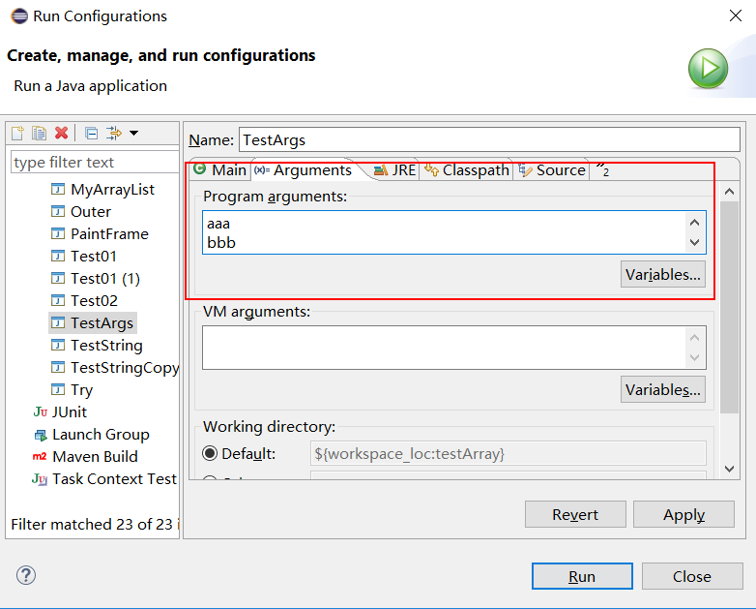 Run Configurations
Create, manage, and run configurations
Run a Java application
type filter text
MyArrayList
Outer
PaintFrame
Test01
Test01 (1)
Test02
TestArgs
TestString
TestStringCopy
Try
JUnit
Launch Group
Maven Build
Task Context Test
Filter matched 23 of 23 i
Name: TestArgs
Main (x)= Arguments JRE Classpath Source »2
Program arguments:
aaa
bbb
Variables...
VM arguments:
Variables...
Working directory:
Default: ${workspace_loc:testArray}
Revert Apply
Run Close